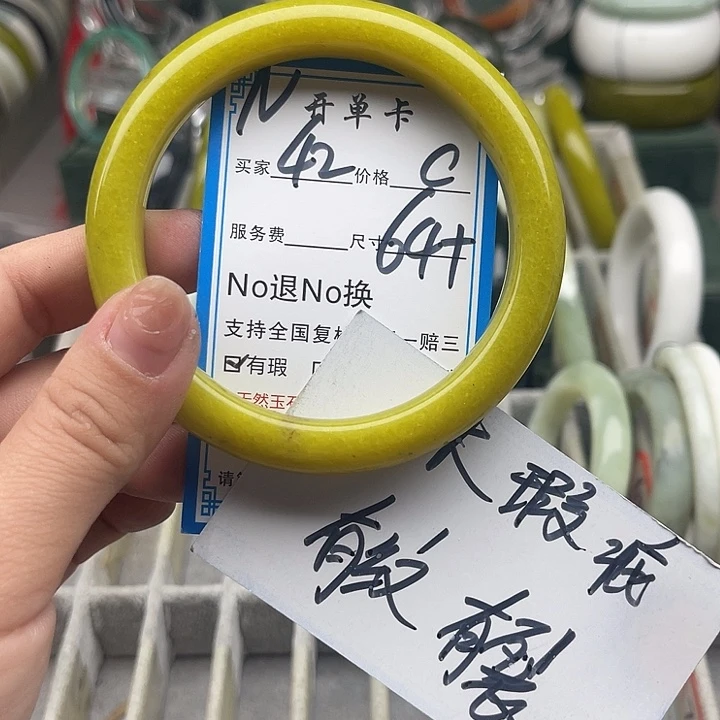 N 开单卡
买家 42 价格 C
服务费 尺寸 64+
No退No换
支持全国复检 一赔三
有瑕
天然玉石
请
瑕疵
有纹
有裂